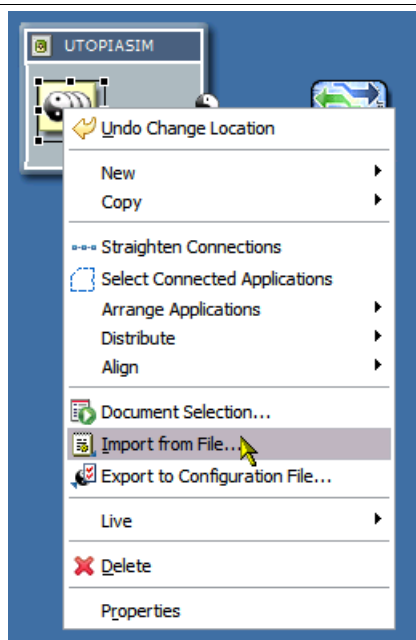 UTOPIASIM
Undo Change Location
New
Copy
Straighten Connections
Select Connected Applications
Arrange Applications
Distribute
Align
Document Selection...
Import from File...
Export to Configuration File...
Live
Delete
Properties